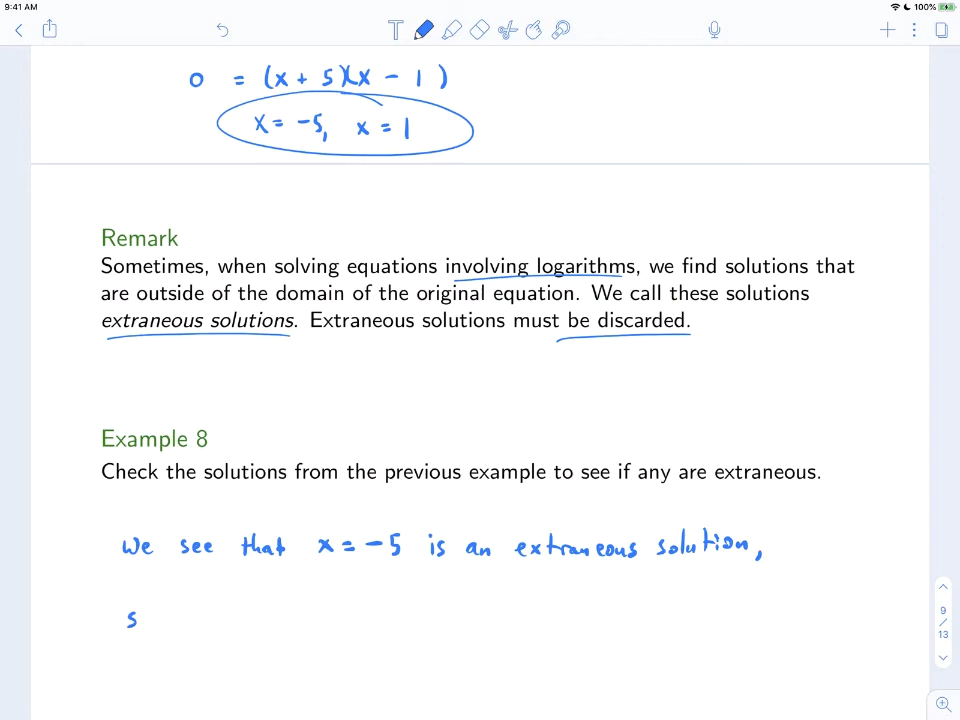 9:41 AM
100%
0 = (x + 5)(x - 1)
x = -5, x = 1
Remark
Sometimes, when solving equations involving logarithms, we find solutions that
are outside of the domain of the original equation. We call these solutions
extraneous solutions. Extraneous solutions must be discarded.
Example 8
Check the solutions from the previous example to see if any are extraneous.
We see that x = -5 is an extraneous solution,
s
9
/
13